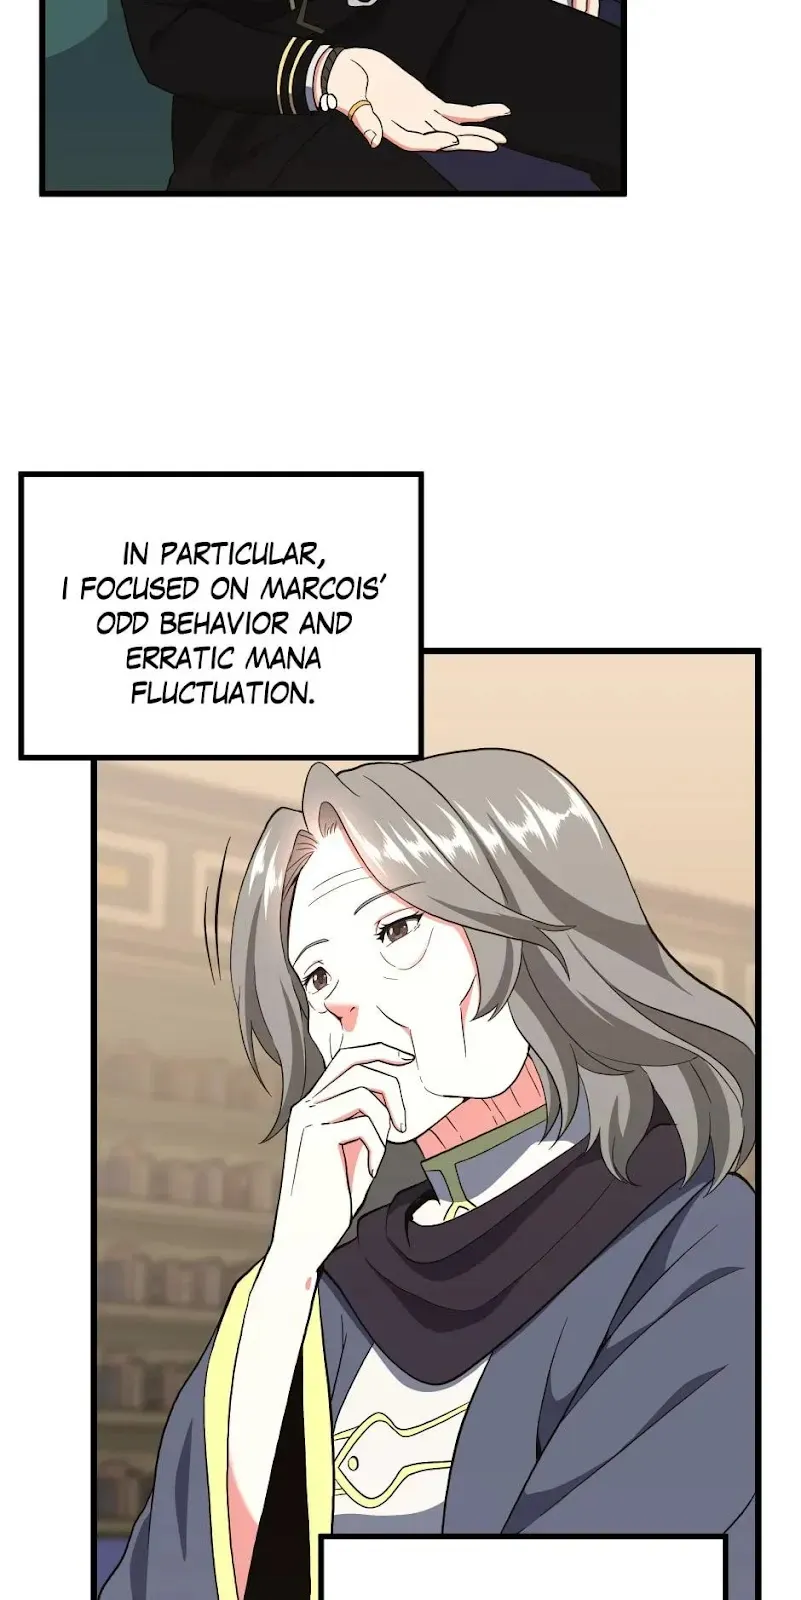 IN PARTICULAR,
I FOCUSED ON MARCOIS'
ODD BEHAVIOR AND
ERRATIC MANA
FLUCTUATION.